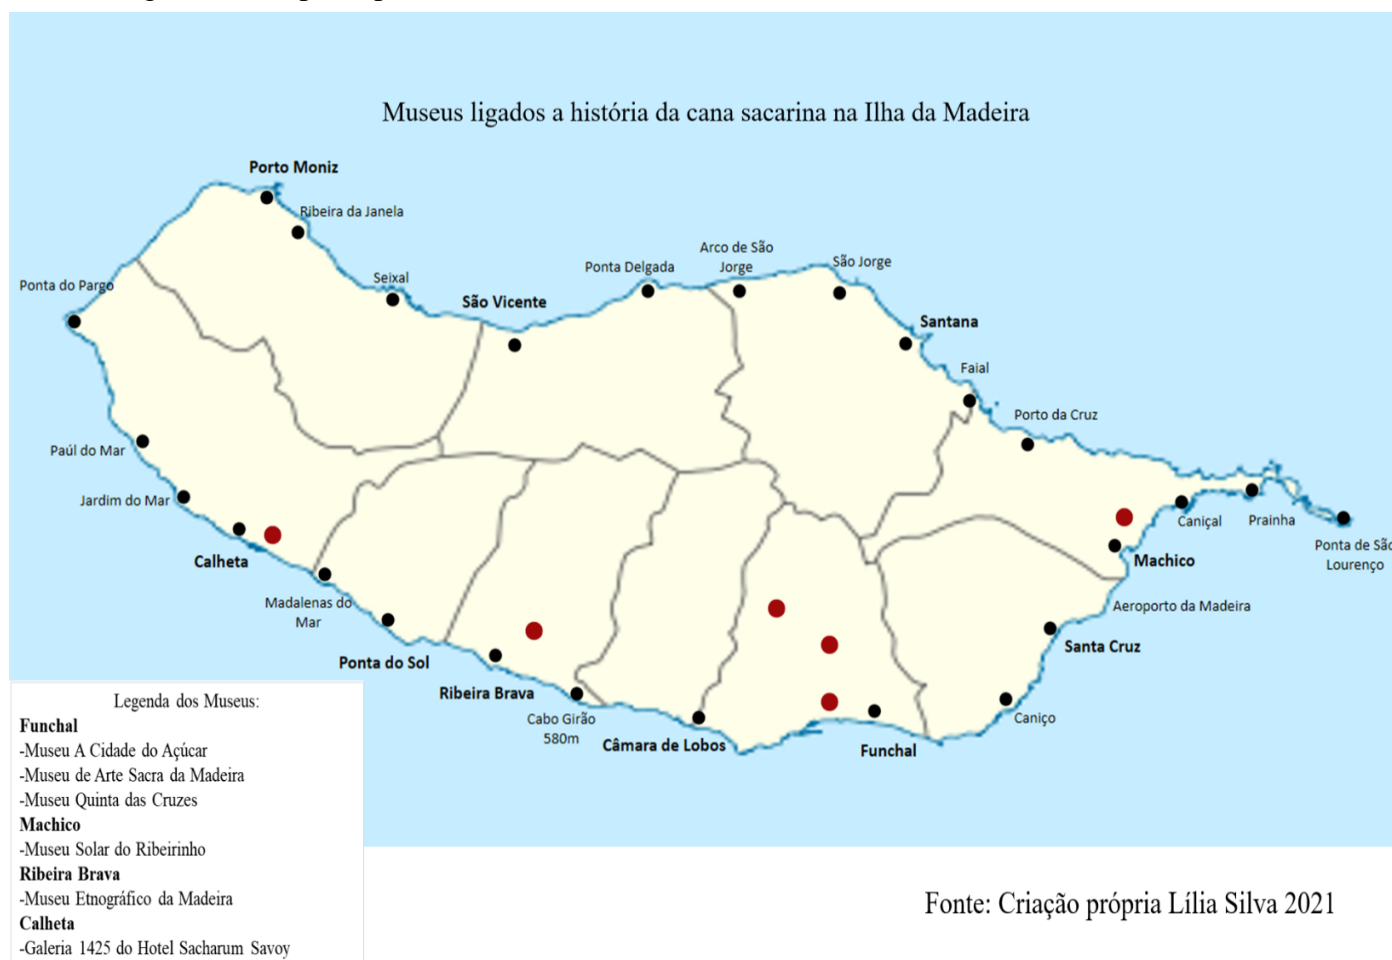 Museus ligados a história da cana sacarina na Ilha da Madeira
Porto Moniz
Ribeira da Janela
Arco de São
Jorge
São Jorge
Ponta Delgada
Seixal
Ponta do Pargo
São Vicente
Santana
Faial
Porto da Cruz
Paúl do Mar
Jardim do Mar
Caniçal
Prainha
Ponta de São
Lourenço
Calheta
Machico
Madalenas do
Mar
Aeroporto da Madeira
Santa Cruz
Ponta do Sol
Ribeira Brava
Cabo Girão
580m
Caniço
Câmara de Lobos
Funchal
Legenda dos Museus:
Funchal
-Museu A Cidade do Açúcar
-Museu de Arte Sacra da Madeira
-Museu Quinta das Cruzes
Machico
-Museu Solar do Ribeirinho
Ribeira Brava
-Museu Etnográfico da Madeira
Calheta
-Galeria 1425 do Hotel Sacharum Savoy
Fonte: Criação própria Lília Silva 2021